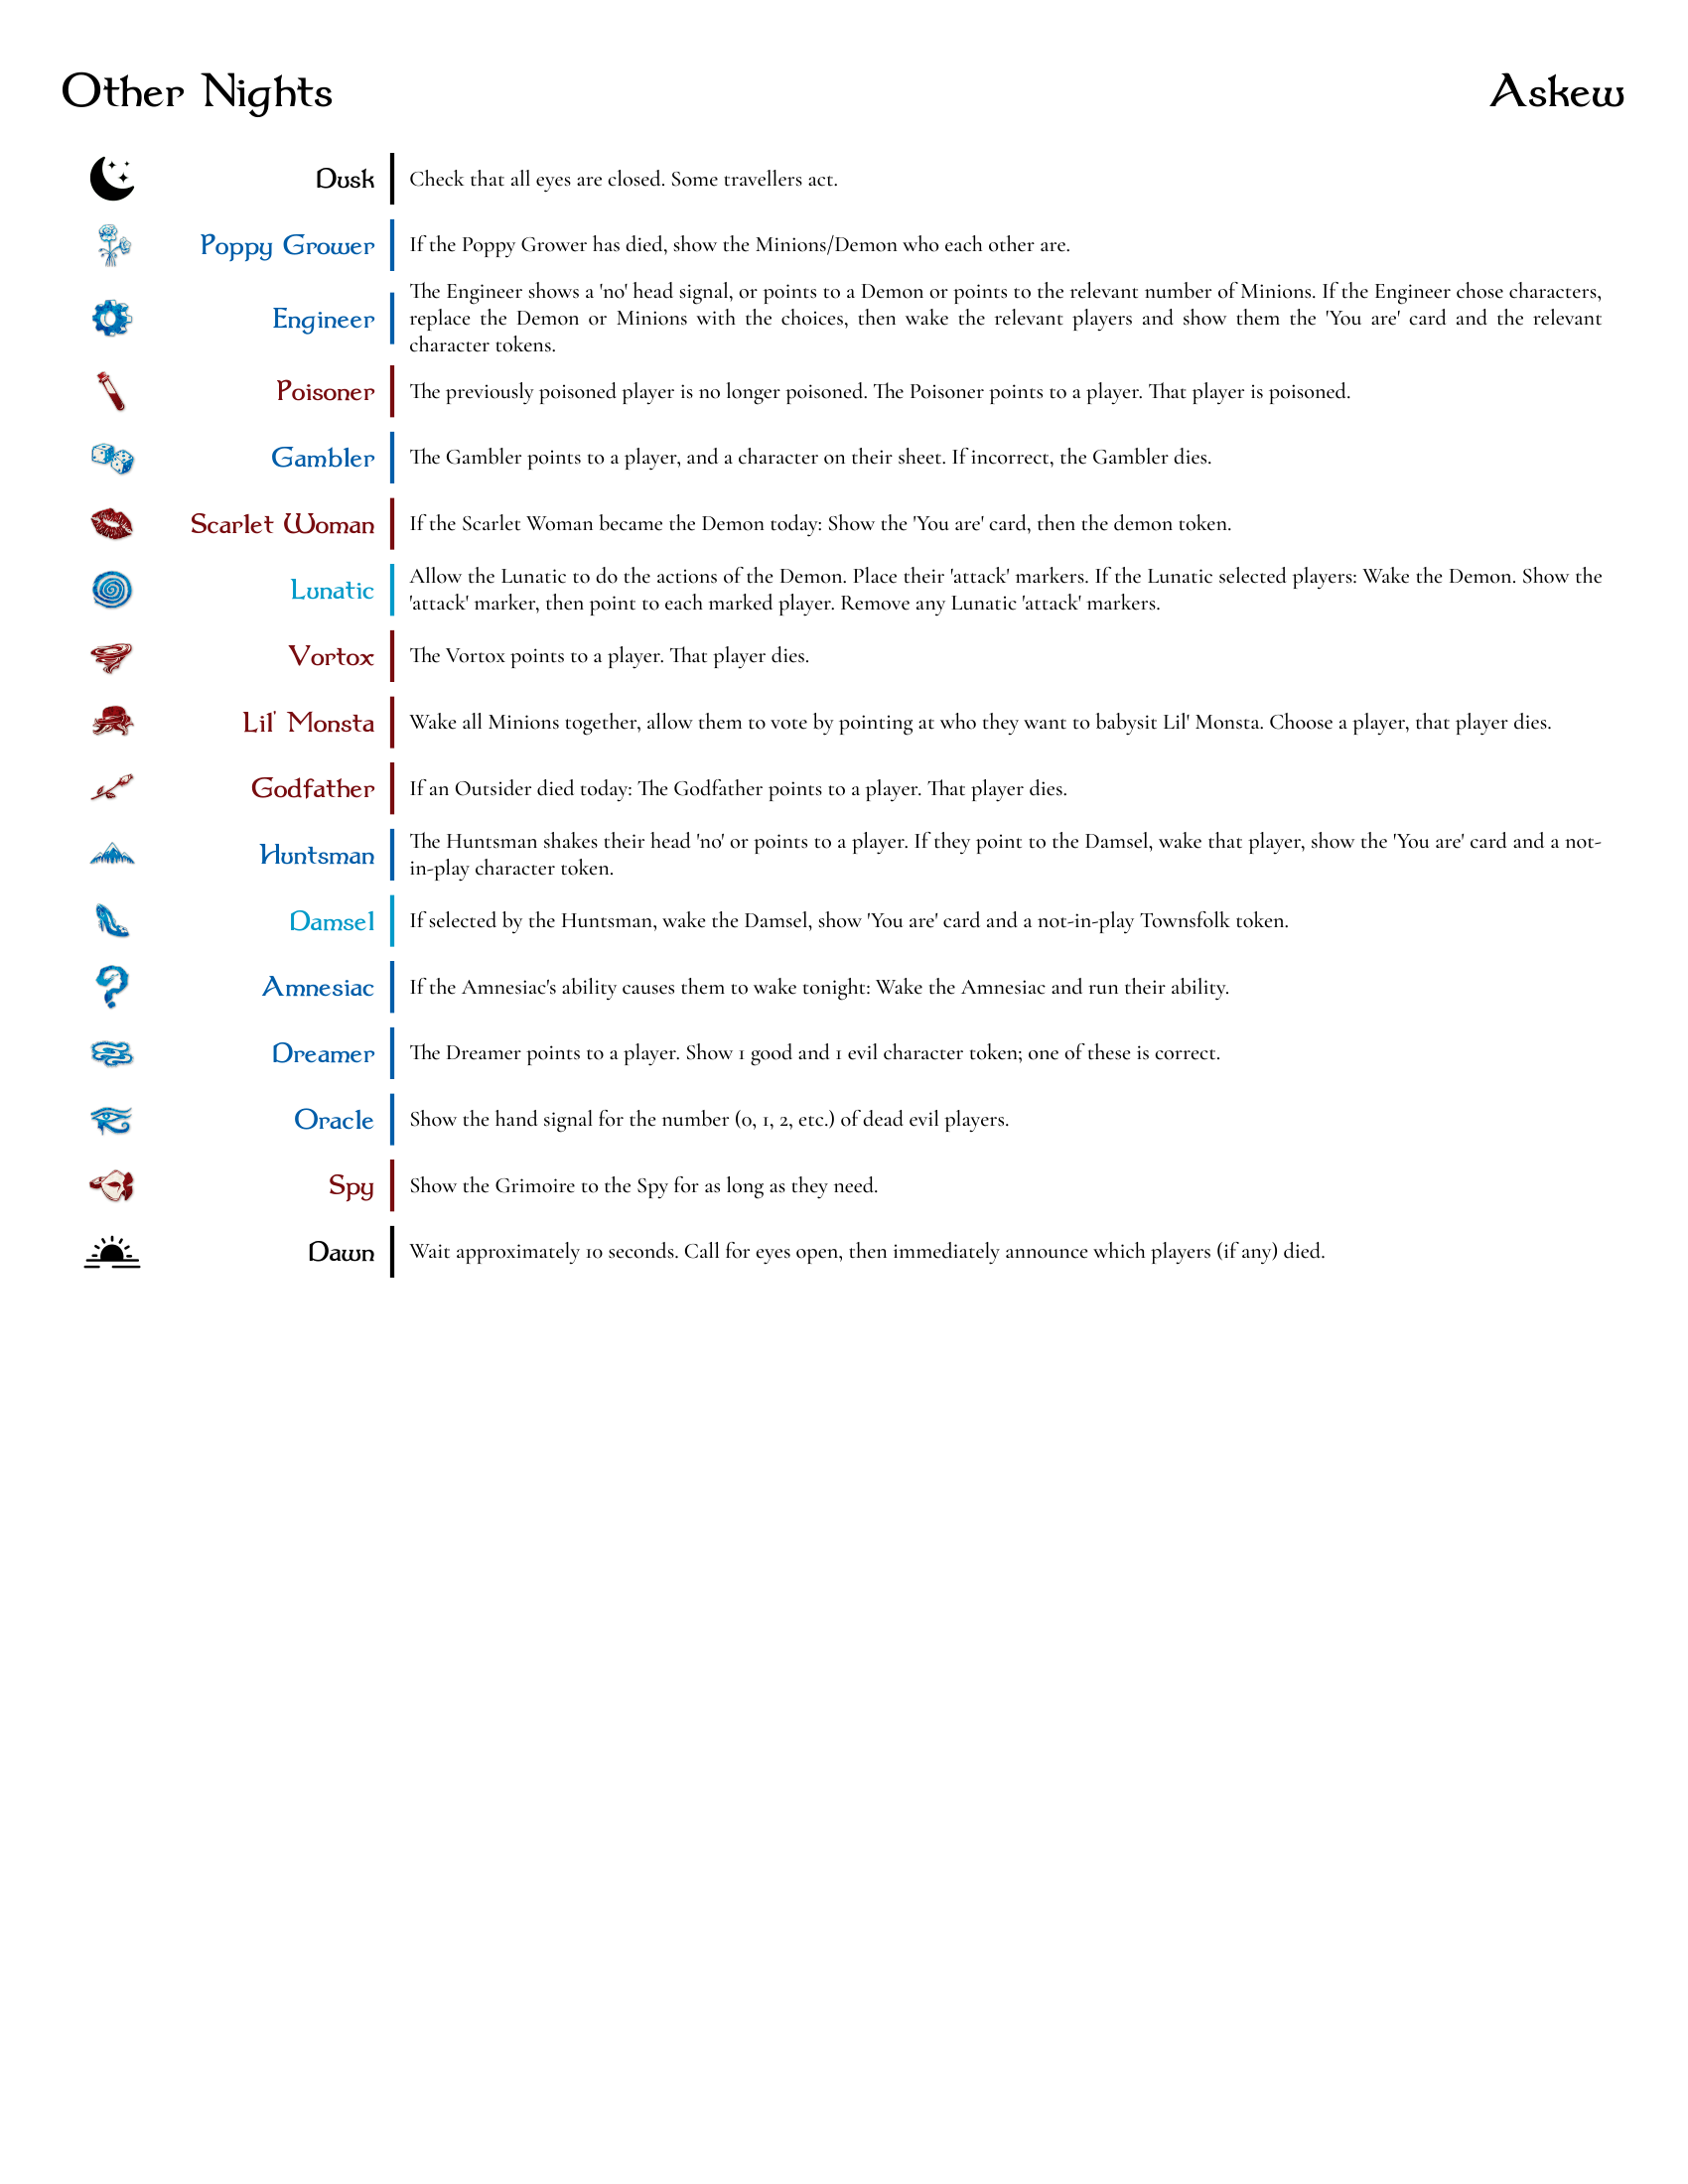 Other Nights
Askew
Dusk
Check that all eyes are closed. Some travellers act.
Poppy Grower
If the Poppy Grower has died, show the Minions/Demon who each other are.
Engineer
The Engineer shows a 'no' head signal, or points to a Demon or points to the relevant number of Minions. If the Engineer chose characters,
replace the Demon or Minions with the choices, then wake the relevant players and show them the 'You are' card and the relevant
character tokens.
Poisoner
The previously poisoned player is no longer poisoned. The Poisoner points to a player. That player is poisoned.
Gambler
The Gambler points to a player, and a character on their sheet. If incorrect, the Gambler dies.
Scarlet Woman
If the Scarlet Woman became the Demon today: Show the 'You are' card, then the demon token.
Lunatic
Allow the Lunatic to do the actions of the Demon. Place their 'attack' markers. If the Lunatic selected players: Wake the Demon. Show the
'attack' marker, then point to each marked player. Remove any Lunatic 'attack' markers.
Vortox
The Vortox points to a player. That player dies.
Lil' Monsta
Wake all Minions together, allow them to vote by pointing at who they want to babysit Lil' Monsta. Choose a player, that player dies.
Godfather
If an Outsider died today: The Godfather points to a player. That player dies.
Huntsman
The Huntsman shakes their head 'no' or points to a player. If they point to the Damsel, wake that player, show the 'You are' card and a not-
in-play character token.
Damsel
If selected by the Huntsman, wake the Damsel, show 'You are' card and a not-in-play Townsfolk token.
Amnesiac
If the Amnesiac's ability causes them to wake tonight: Wake the Amnesiac and run their ability.
Dreamer
The Dreamer points to a player. Show 1 good and 1 evil character token; one of these is correct.
Oracle
Show the hand signal for the number (0, 1, 2, etc.) of dead evil players.
Spy
Show the Grimoire to the Spy for as long as they need.
Dawn
Wait approximately 10 seconds. Call for eyes open, then immediately announce which players (if any) died.